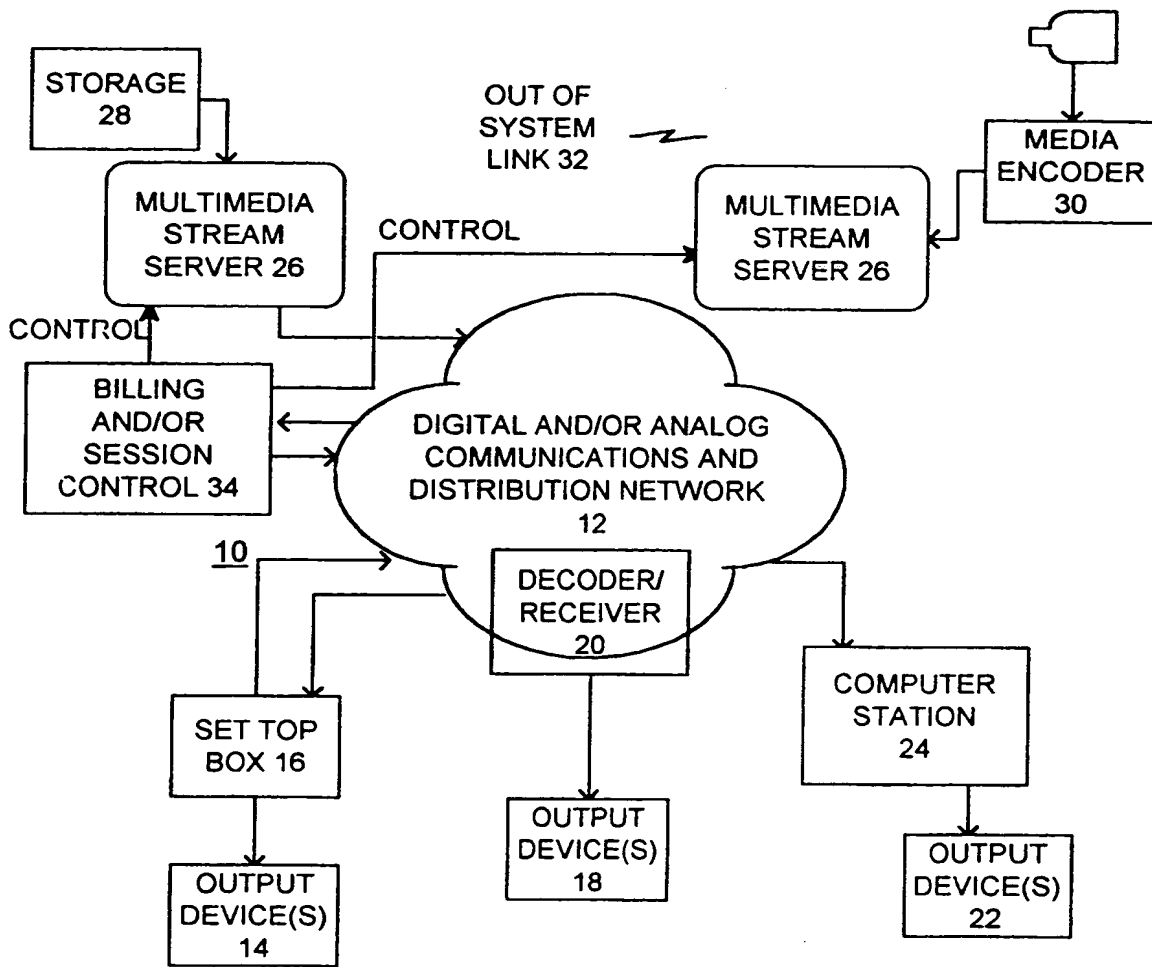 STORAGE
28
OUT OF
SYSTEM
LINK 32
MEDIA
ENCODER
30
MULTIMEDIA
STREAM
SERVER 26
CONTROL
MULTIMEDIA
STREAM
SERVER 26
CONTROL
BILLING
AND/OR
SESSION
CONTROL 34
DIGITAL AND/OR ANALOG
COMMUNICATIONS AND
DISTRIBUTION NETWORK
12
10
DECODER/
RECEIVER
20
SET TOP
BOX 16
COMPUTER
STATION
24
OUTPUT
DEVICE(S)
14
OUTPUT
DEVICE(S)
18
OUTPUT
DEVICE(S)
22